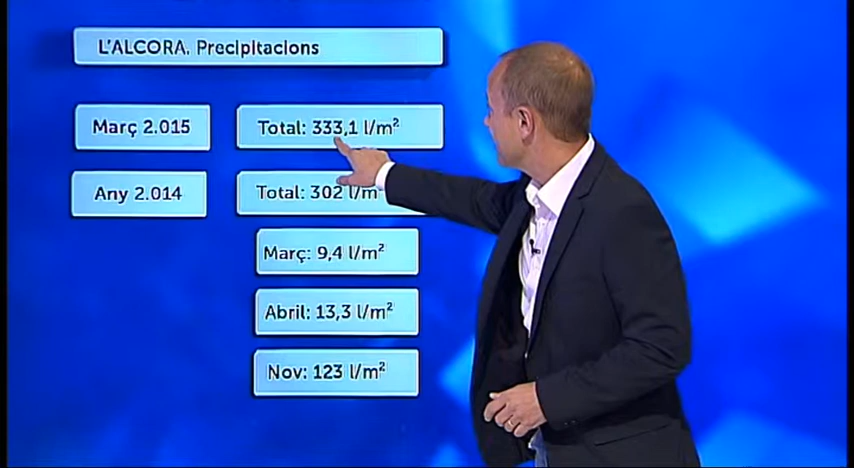 L'ALCORA. Precipitacions
Març 2.015
Total: 333,1 l/m²
Any 2.014
Total: 302 l/m
Març: 9,4 l/m²
Abril: 13,3 l/m²
Nov: 123 l/m²